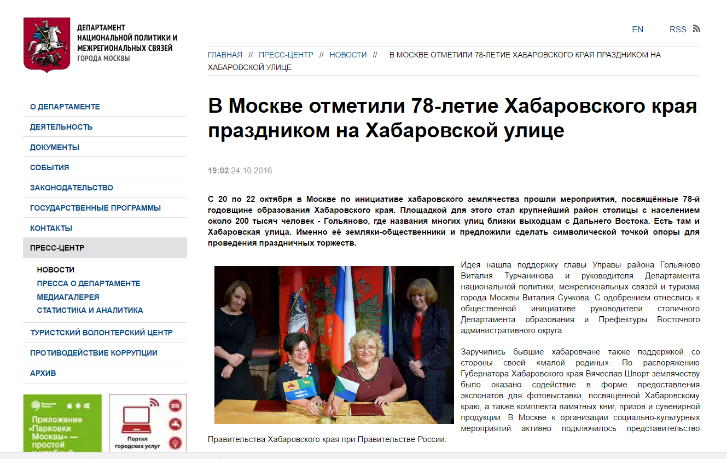 ДЕПАРТАМЕНТ
НАЦИОНАЛЬНОЙ ПОЛИТИКИ И
МЕЖРЕГИОНАЛЬНЫХ СВЯЗЕЙ
ГОРОДА МОСКВЫ
EN RSS
ГЛАВНАЯ // ПРЕСС-ЦЕНТР // НОВОСТИ // В МОСКВЕ ОТМЕТИЛИ 78-ЛЕТИЕ ХАБАРОВСКОГО КРАЯ ПРАЗДНИКОМ НА
ХАБАРОВСКОЙ УЛИЦЕ
О ДЕПАРТАМЕНТЕ
ДЕЯТЕЛЬНОСТЬ
ДОКУМЕНТЫ
СОБЫТИЯ
ЗАКОНОДАТЕЛЬСТВО
ГОСУДАРСТВЕННЫЕ ПРОГРАММЫ
КОНТАКТЫ
ПРЕСС-ЦЕНТР
НОВОСТИ
ПРЕССА О ДЕПАРТАМЕНТЕ
МЕДИАГАЛЕРЕЯ
СТАТИСТИКА И АНАЛИТИКА
ТУРИСТСКИЙ ВОЛОНТЕРСКИЙ ЦЕНТР
ПРОТИВОДЕЙСТВИЕ КОРРУПЦИИ
АРХИВ
Приложение
«Парковки
Москвы» —
простой
Портал
городских услуг
В Москве отметили 78-летие Хабаровского края
праздником на Хабаровской улице
19:02 24.10.2016
С 20 по 22 октября в Москве по инициативе хабаровского землячества прошли мероприятия, посвящённые 78-й
годовщине образования Хабаровского края. Площадкой для этого стал крупнейший район столицы с населением
около 200 тысяч человек - Гольяново, где названия многих улиц близки выходцам с Дальнего Востока. Есть там и
Хабаровская улица. Именно её земляки-общественники и предложили сделать символической точкой опоры для
проведения праздничных торжеств.
Идея нашла поддержку главы Управы района Гольяново
Виталия Турчанинова и руководителя Департамента
национальной политики, межрегиональных связей и туризма
города Москвы Виталия Сучкова. С одобрением отнеслись к
общественной инициативе руководители столичного
Департамента образования и Префектуры Восточного
административного округа.
Заручились бывшие хабаровчане также поддержкой со
стороны своей «малой родины». По распоряжению
Губернатора Хабаровского края Вячеслав Шпорт землячеству
было оказано содействие в форме предоставления
экспонатов для фотовыставки, посвященной Хабаровскому
краю, а также комплекта памятных книг, призов и сувенирной
продукции. В Москве к организации социально-культурных
мероприятий активно подключилось представительство
Правительства Хабаровского края при Правительстве России.